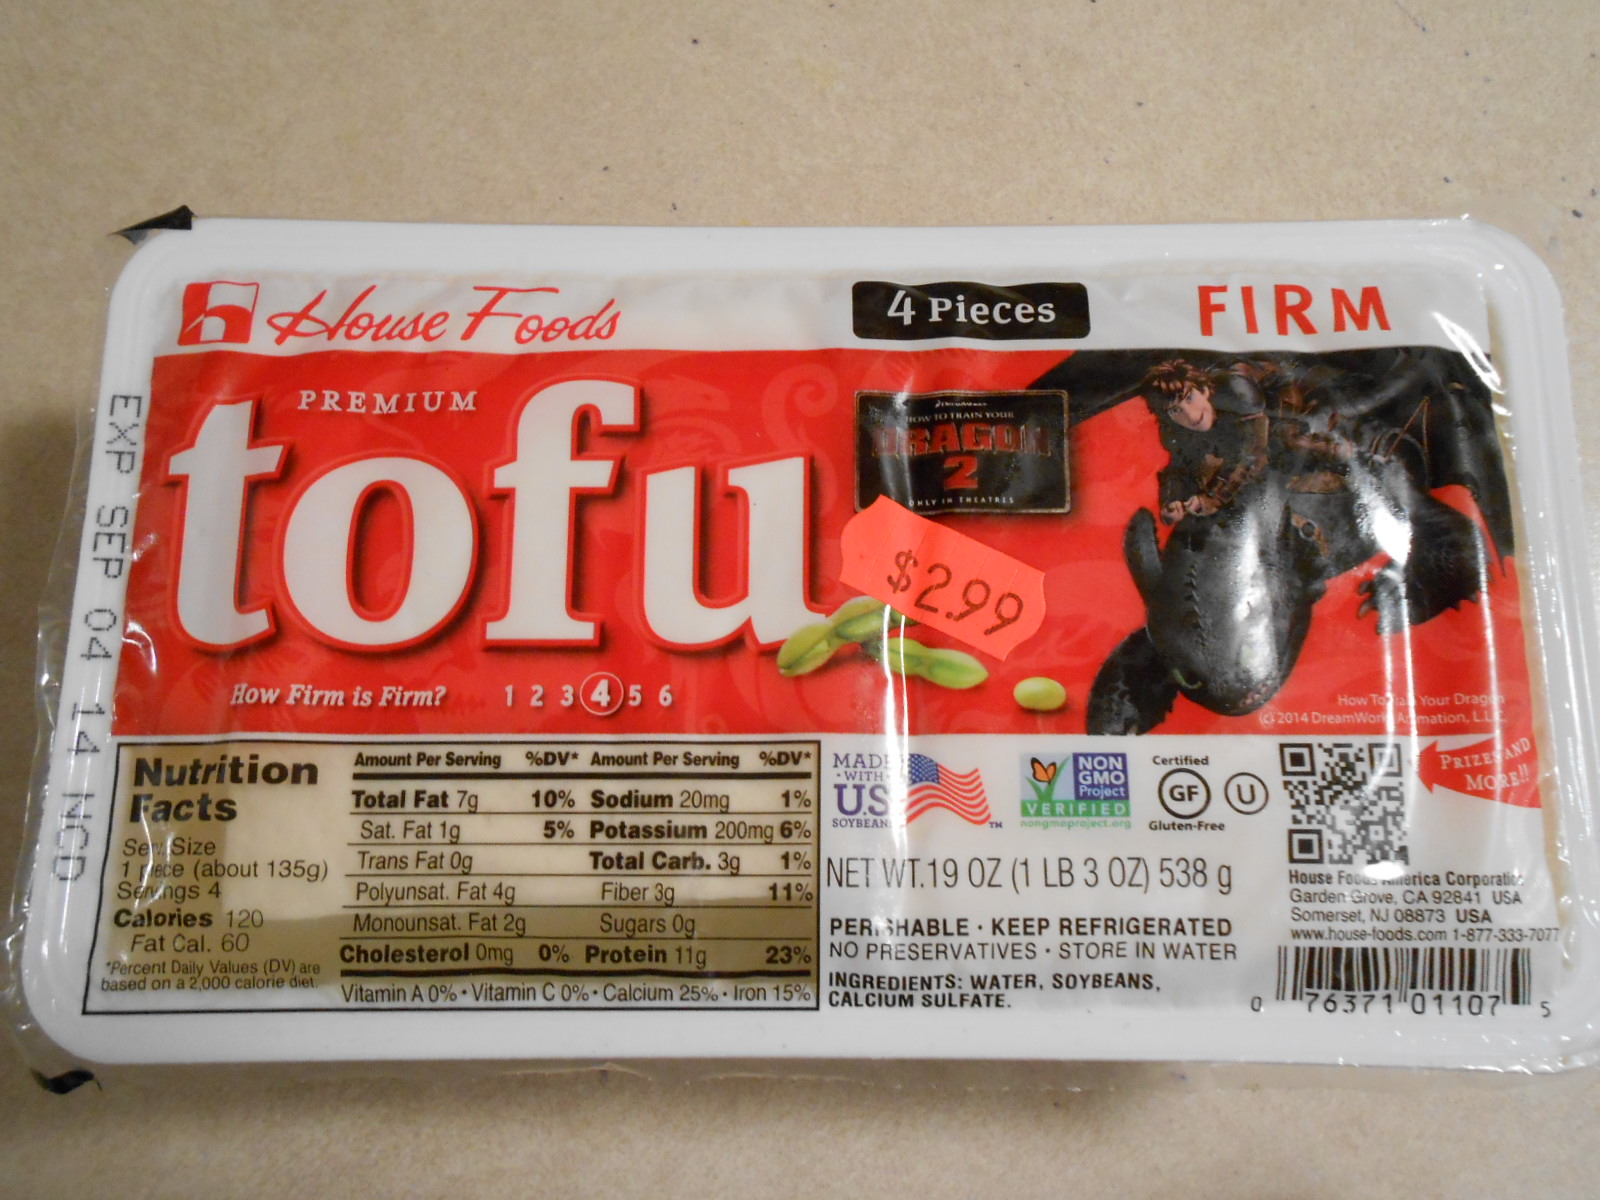 House Foods
4 Pieces
FIRM
PREMIUM
tofu
DREAMWORKS
HOW TO TRAIN YOUR
DRAGON
2
ONLY IN THEATRES
$2.99
How Firm is Firm? 1 2 3 4 5 6
How To Train Your Dragon
(c) 2014 DreamWorks Animation, L.L.C.
EXP SEP 04 14 NCD
Nutrition
Facts
Serv. Size
1 piece (about 135g)
Servings 4
Calories 120
Fat Cal. 60
*Percent Daily Values (DV) are
based on a 2,000 calorie diet.
Amount Per Serving %DV* Amount Per Serving %DV*
Total Fat 7g 10% Sodium 20mg 1%
Sat. Fat 1g 5% Potassium 200mg 6%
Trans Fat 0g Total Carb. 3g 1%
Polyunsat. Fat 4g Fiber 3g 11%
Monounsat. Fat 2g Sugars 0g
Cholesterol 0mg 0% Protein 11g 23%
Vitamin A 0% • Vitamin C 0% • Calcium 25% • Iron 15%
MADE
• WITH •
U.S.
SOYBEANS
TM
NON
GMO
Project
VERIFIED
nongmoproject.org
Certified
GF
Gluten-Free
U
PRIZES AND
MORE!!
NET WT.19 OZ (1 LB 3 OZ) 538 g
PERISHABLE • KEEP REFRIGERATED
NO PRESERVATIVES • STORE IN WATER
INGREDIENTS: WATER, SOYBEANS,
CALCIUM SULFATE.
House Foods America Corporation
Garden Grove, CA 92841 USA
Somerset, NJ 08873 USA
www.house-foods.com 1-877-333-7077
0 76371 01107 5